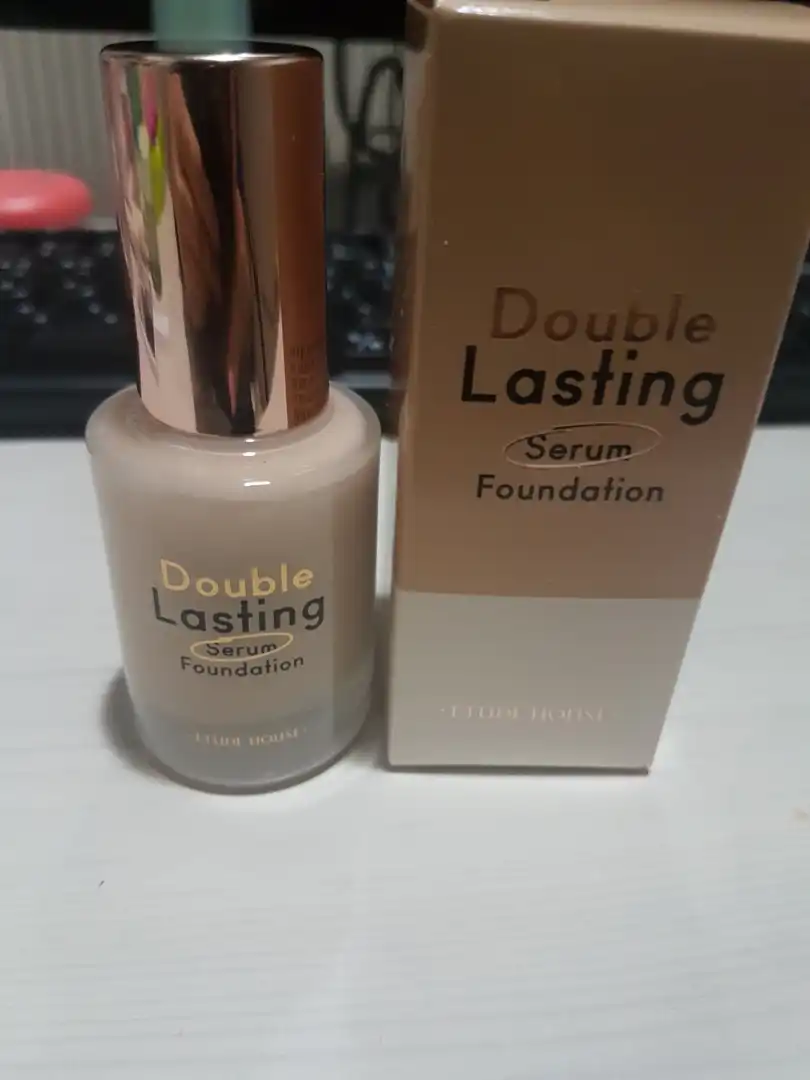 Double
Lasting
Serum
Foundation
ETUDE HOUSE
Double
Lasting
Serum
Foundation
ETUDE HOUSE